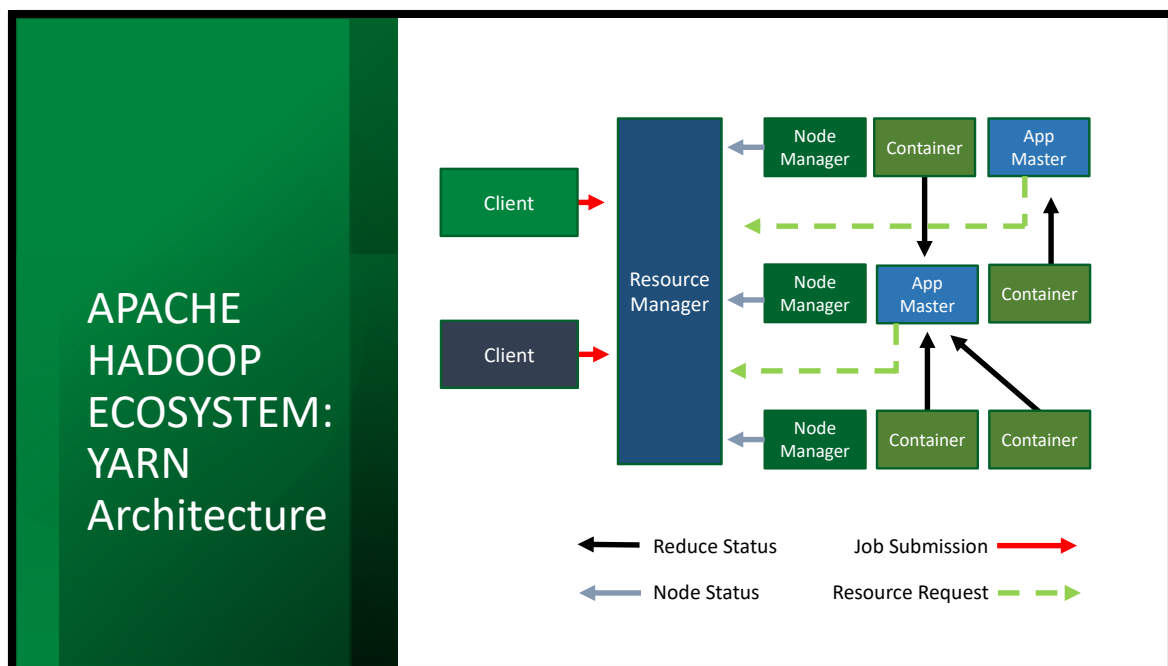 APACHE
HADOOP
ECOSYSTEM:
YARN
Architecture
Client
Client
Resource
Manager
Node
Manager
Container
App
Master
Node
Manager
App
Master
Container
Node
Manager
Container
Container
Reduce Status
Job Submission
Node Status
Resource Request